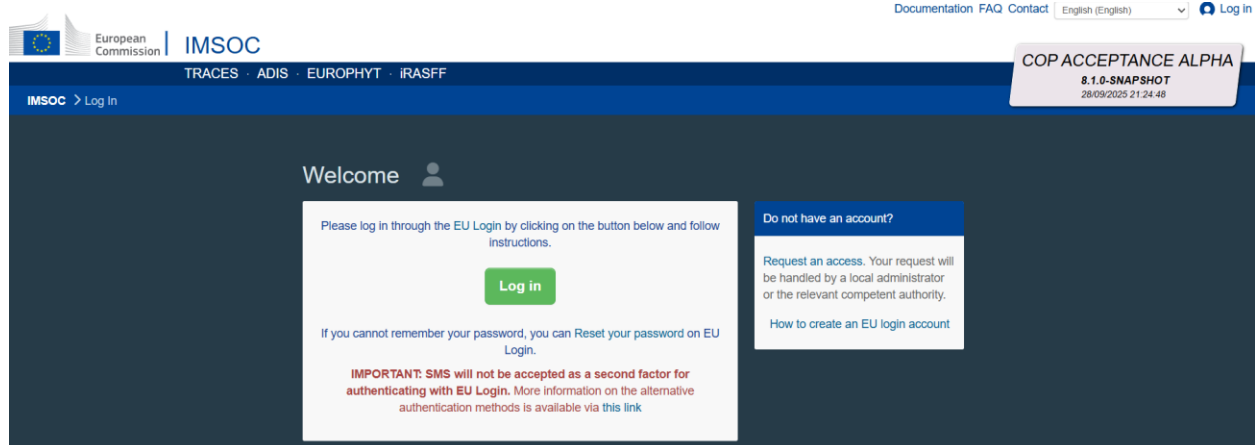 Documentation FAQ Contact English (English) Log in
European
Commission
IMSOC
TRACES · ADIS · EUROPHYT · iRASFF
COP ACCEPTANCE ALPHA
8.1.0-SNAPSHOT
28/09/2025 21:24:48
IMSOC > Log In
Welcome
Please log in through the EU Login by clicking on the button below and follow
instructions.
Log in
If you cannot remember your password, you can Reset your password on EU
Login.
IMPORTANT: SMS will not be accepted as a second factor for
authenticating with EU Login. More information on the alternative
authentication methods is available via this link
Do not have an account?
Request an access. Your request will
be handled by a local administrator
or the relevant competent authority.
How to create an EU login account